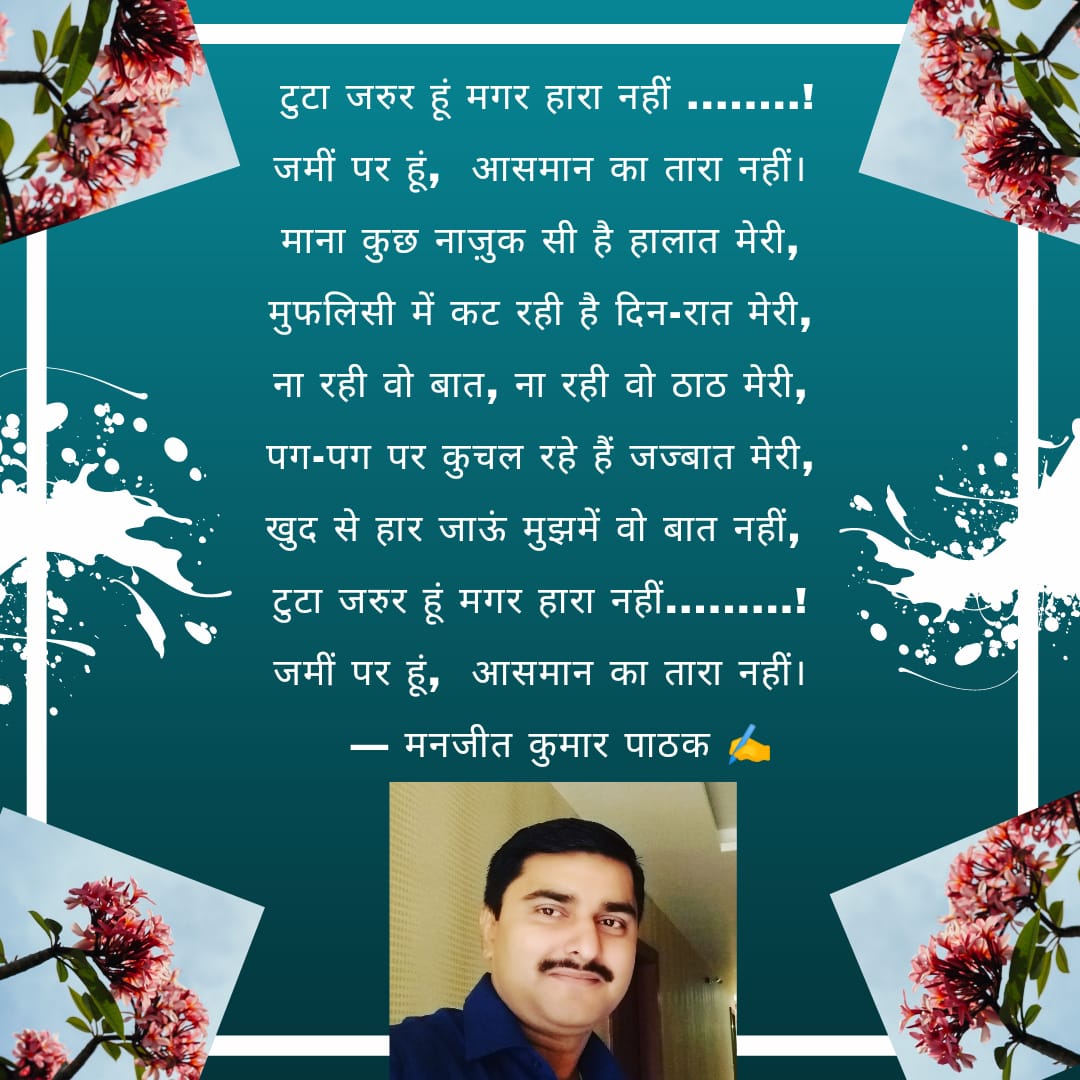 टुटा जरुर हूं मगर हारा नहीं ........!
जमीं पर हूं, आसमान का तारा नहीं।
माना कुछ नाज़ुक सी है हालात मेरी,
मुफलिसी में कट रही है दिन-रात मेरी,
ना रही वो बात, ना रही वो ठाठ मेरी,
पग-पग पर कुचल रहे हैं जज्बात मेरी,
खुद से हार जाऊं मुझमें वो बात नहीं,
टुटा जरुर हूं मगर हारा नहीं.........!
जमीं पर हूं, आसमान का तारा नहीं।
— मनजीत कुमार पाठक ✍️